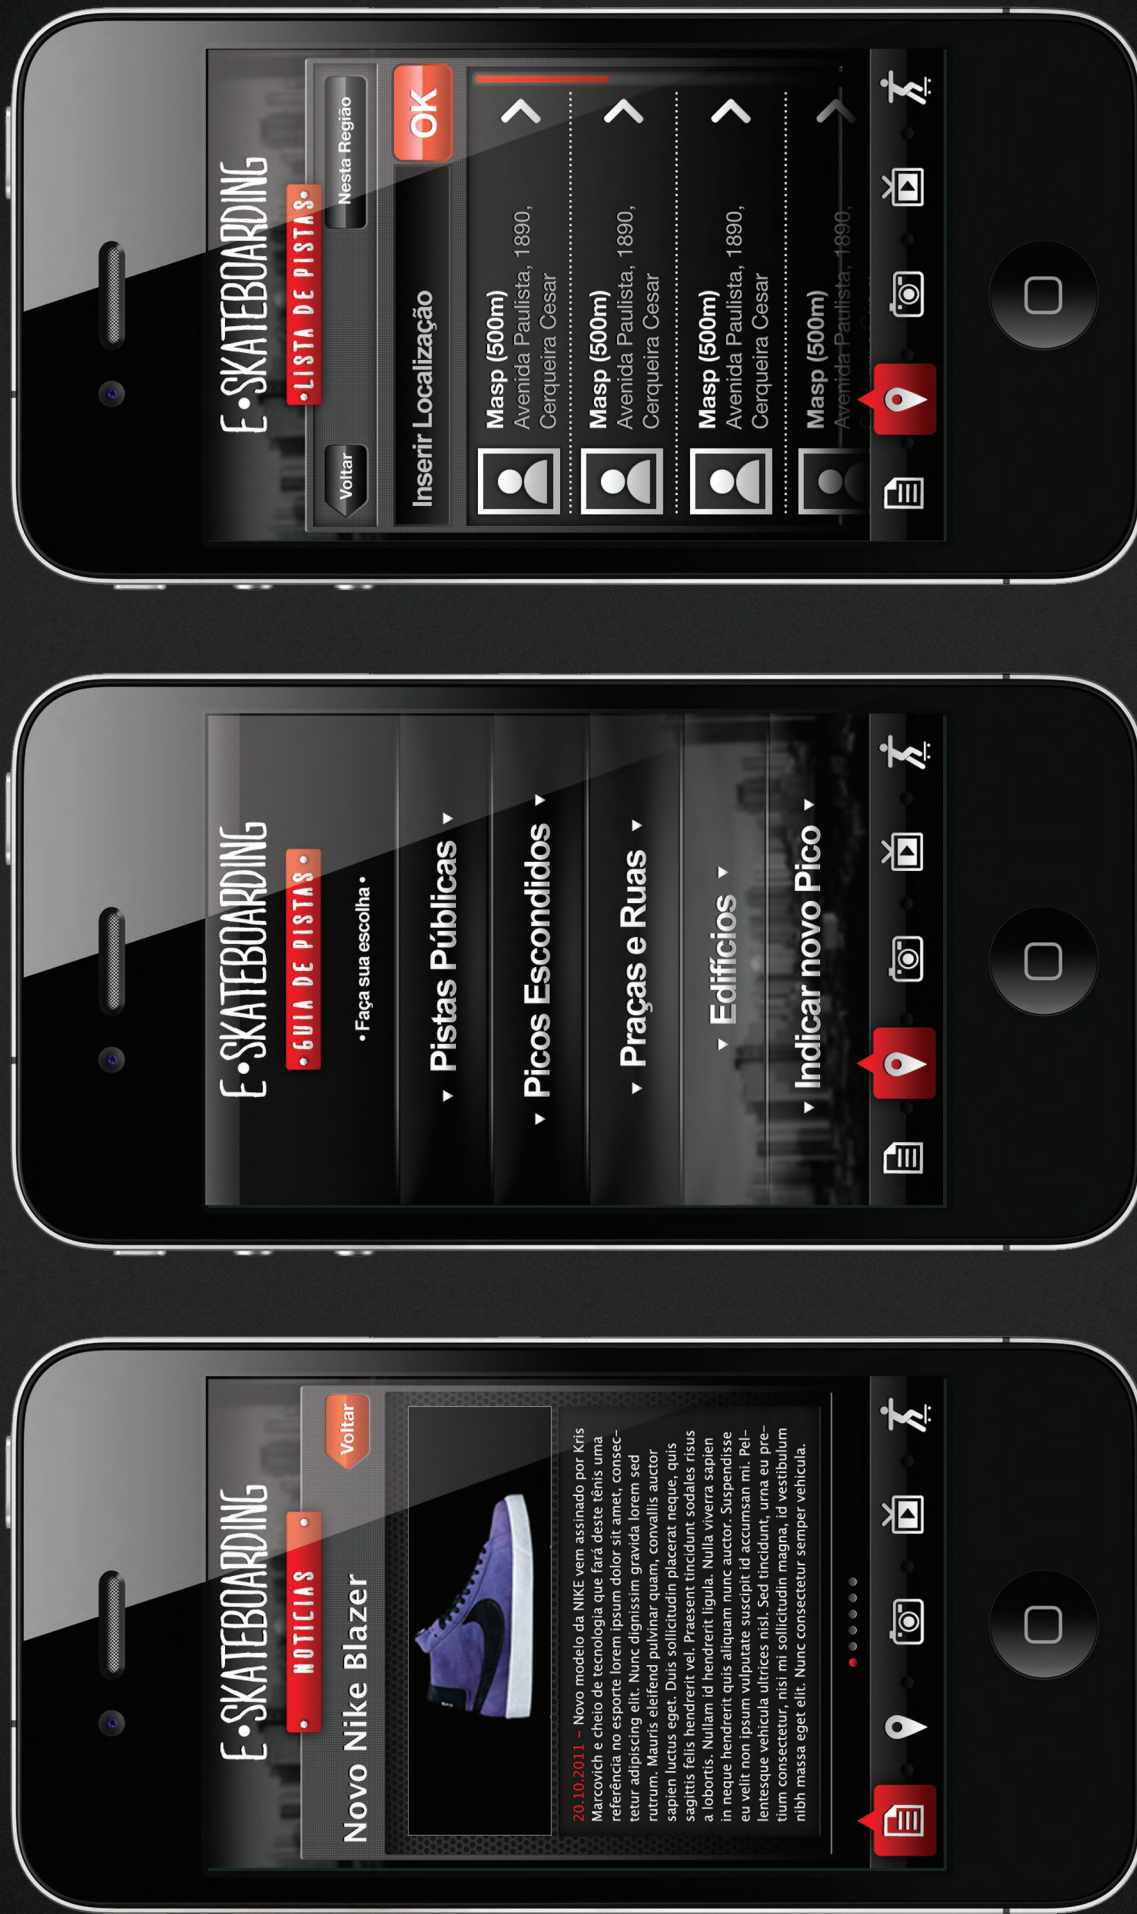 E•SKATEBOARDING
•NOTICIAS•
Novo Nike Blazer
Voltar
20.10.2011 – Novo modelo da NIKE vem assinado por Kris
Marcovich e cheio de tecnologia que fará deste tênis uma
referência no esporte lorem ipsum dolor sit amet, consec-
tetur adipiscing elit. Nunc dignissim gravida lorem sed
rutrum. Mauris eleifend pulvinar quam, convallis auctor
sapien luctus eget. Duis sollicitudin placerat neque, quis
sagittis felis hendrerit vel. Praesent tincidunt sodales risus
a lobortis. Nullam id hendrerit ligula. Nulla viverra sapien
in neque hendrerit quis aliquam nunc auctor. Suspendisse
eu velit non ipsum vulputate suscipit id accumsan mi. Pel-
lentesque vehicula ultrices nisl. Sed tincidunt, urna eu pre-
tium consectetur, nisi mi sollicitudin magna, id vestibulum
nibh massa eget elit. Nunc consectetur semper vehicula.
E•SKATEBOARDING
•GUIA DE PISTAS•
• Faça sua escolha •
Pistas Públicas
Picos Escondidos
Praças e Ruas
Edifícios
Indicar novo Pico
E•SKATEBOARDING
•LISTA DE PISTAS•
Voltar
Nesta Região
Inserir Localização
OK
Masp (500m)
Avenida Paulista, 1890,
Cerqueira Cesar
Masp (500m)
Avenida Paulista, 1890,
Cerqueira Cesar
Masp (500m)
Avenida Paulista, 1890,
Cerqueira Cesar
Masp (500m)
Avenida Paulista, 1890,